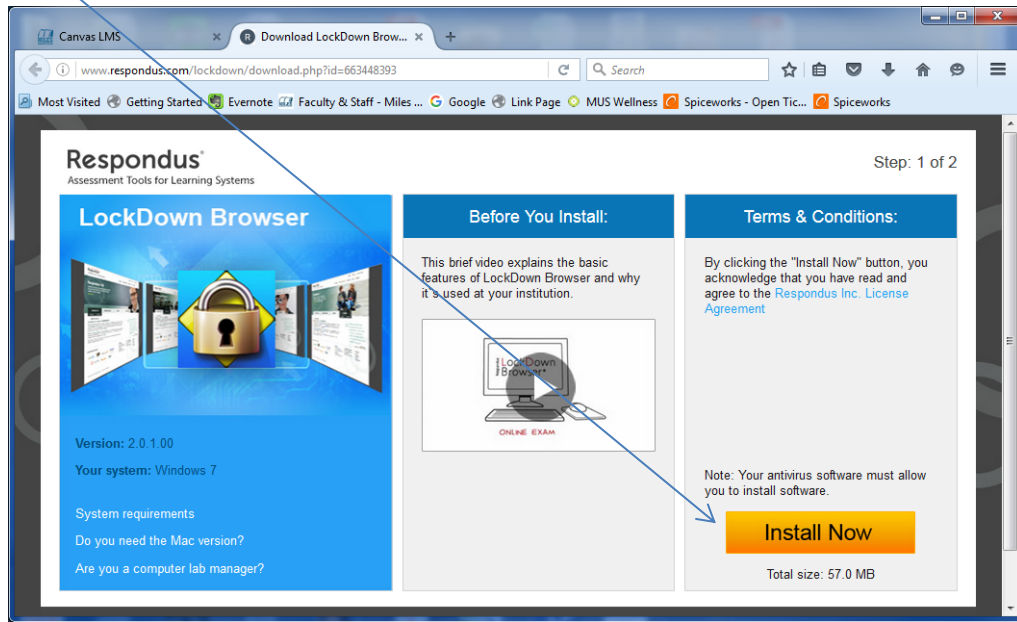 Canvas LMS × Download LockDown Brow... × +
www.respondus.com/lockdown/download.php?id=663448393 Search
Most Visited Getting Started Evernote Faculty & Staff - Miles ... Google Link Page MUS Wellness Spiceworks - Open Tic... Spiceworks
Respondus
Assessment Tools for Learning Systems
Step: 1 of 2
LockDown Browser
Version: 2.0.1.00
Your system: Windows 7
System requirements
Do you need the Mac version?
Are you a computer lab manager?
Before You Install:
This brief video explains the basic
features of LockDown Browser and why
it's used at your institution.
LockDown
Browser
ONLINE EXAM
Terms & Conditions:
By clicking the "Install Now" button, you
acknowledge that you have read and
agree to the Respondus Inc. License
Agreement
Note: Your antivirus software must allow
you to install software.
Install Now
Total size: 57.0 MB